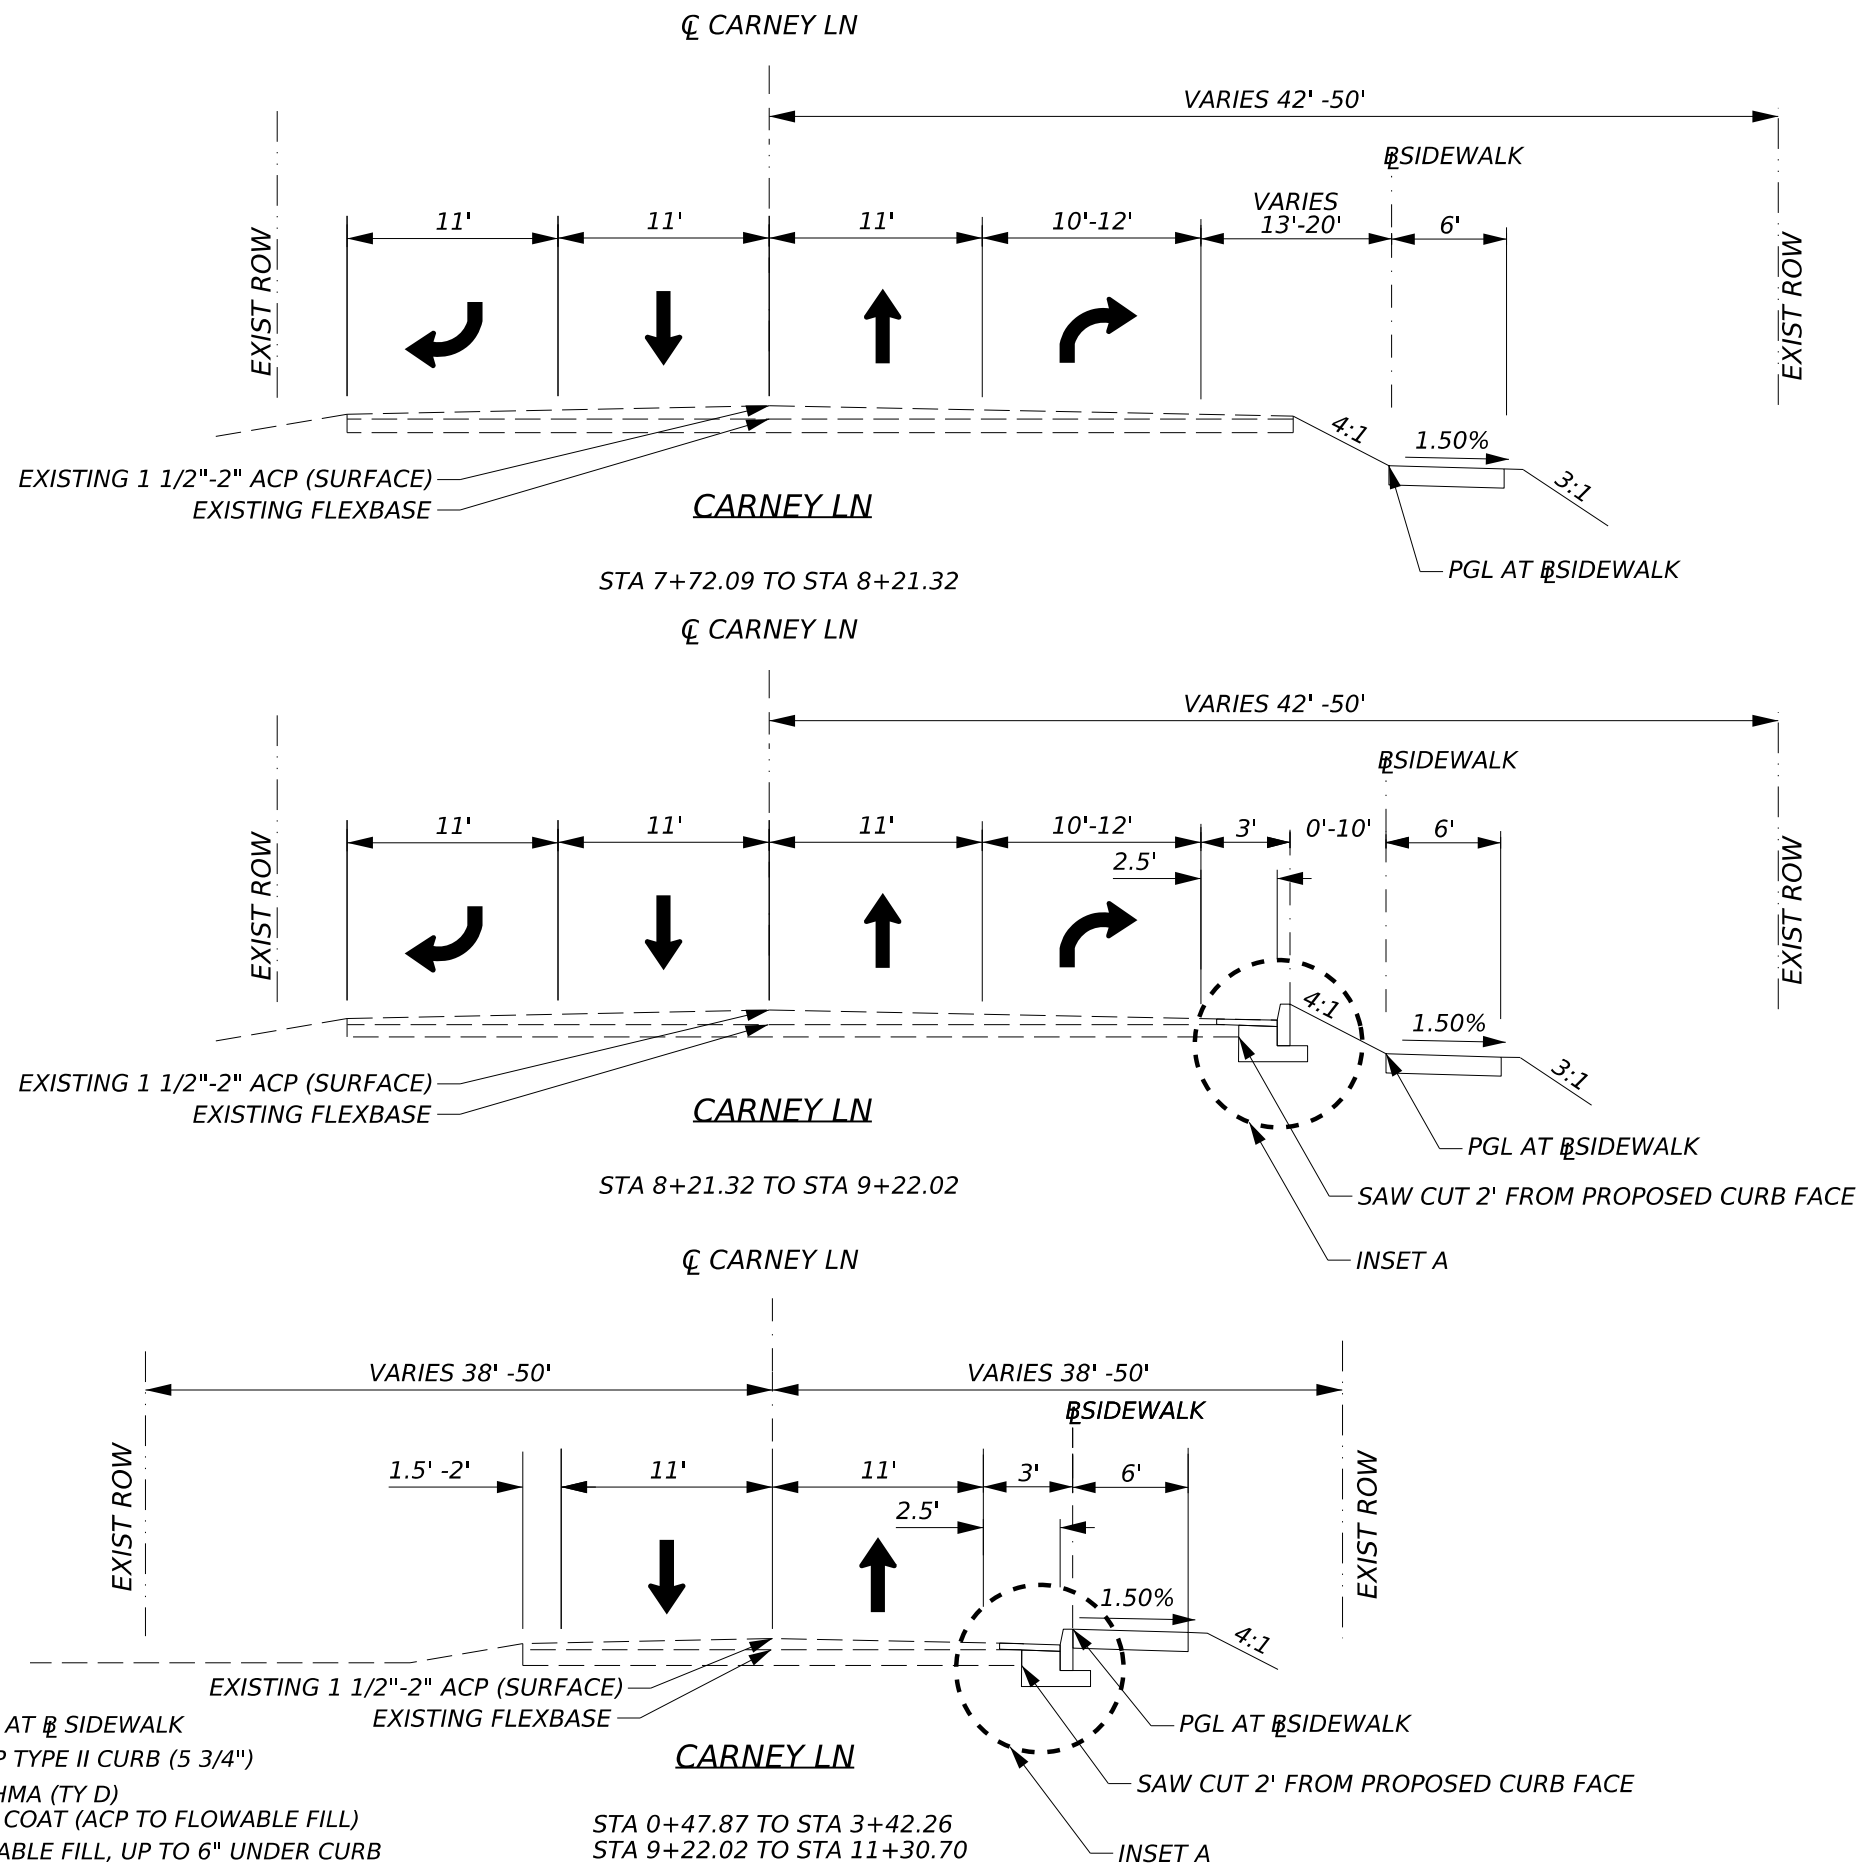 ℄ CARNEY LN
VARIES 42' -50'
℄ SIDEWALK
VARIES
11'
11'
11'
10'-12'
13'-20'
6'
EXIST ROW
EXIST ROW
4:1
1.50%
3:1
EXISTING 1 1/2"-2" ACP (SURFACE)
EXISTING FLEXBASE
CARNEY LN
PGL AT BL SIDEWALK
STA 7+72.09 TO STA 8+21.32
℄ CARNEY LN
VARIES 42' -50'
BL SIDEWALK
11'
11'
11'
10'-12'
3'
0'-10'
6'
2.5'
EXIST ROW
EXIST ROW
4:1
1.50%
3:1
EXISTING 1 1/2"-2" ACP (SURFACE)
EXISTING FLEXBASE
CARNEY LN
PGL AT BL SIDEWALK
STA 8+21.32 TO STA 9+22.02
SAW CUT 2' FROM PROPOSED CURB FACE
INSET A
℄ CARNEY LN
VARIES 38' -50'
VARIES 38' -50'
BL SIDEWALK
1.5' -2'
11'
11'
3'
6'
2.5'
EXIST ROW
EXIST ROW
1.50%
4:1
EXISTING 1 1/2"-2" ACP (SURFACE)
EXISTING FLEXBASE
AT BL SIDEWALK
PGL AT BL SIDEWALK
P TYPE II CURB (5 3/4")
CARNEY LN
SAW CUT 2' FROM PROPOSED CURB FACE
HMA (TY D)
COAT (ACP TO FLOWABLE FILL)
ABLE FILL, UP TO 6" UNDER CURB
STA 0+47.87 TO STA 3+42.26
STA 9+22.02 TO STA 11+30.70
INSET A